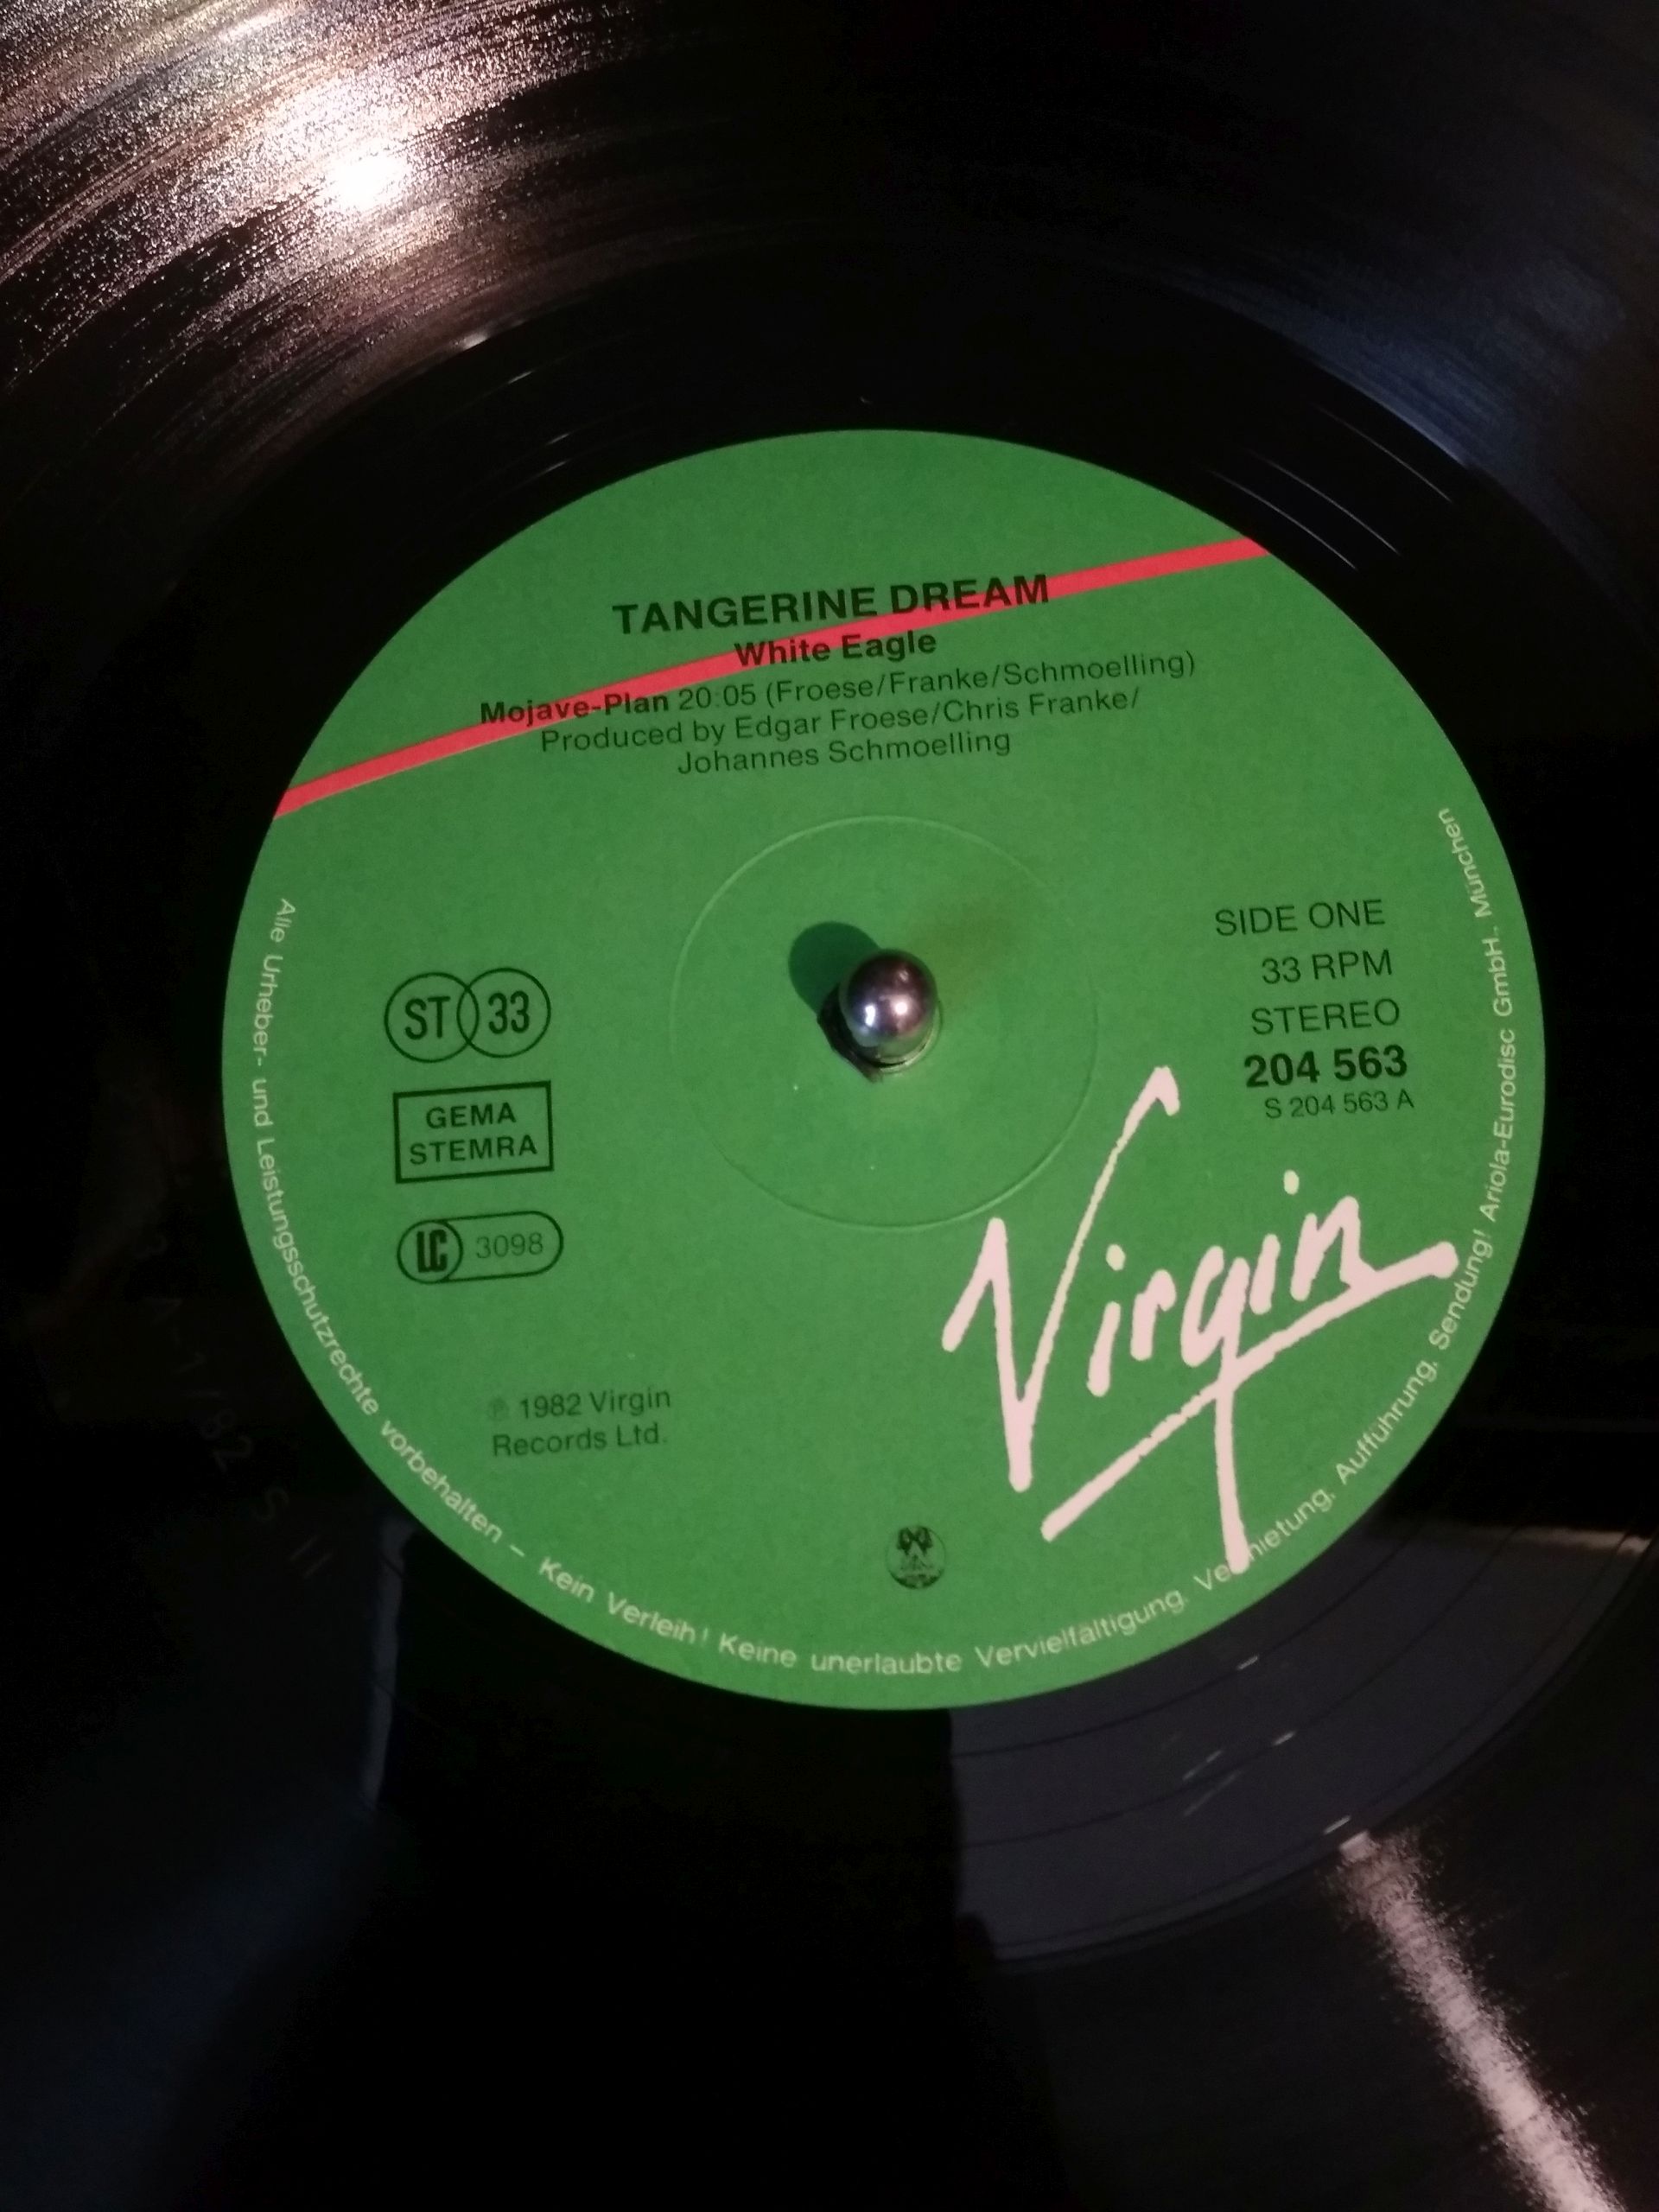 TANGERINE DREAM
White Eagle
Mojave-Plan 20:05 (Froese/Franke/Schmoelling)
Produced by Edgar Froese/Chris Franke/
Johannes Schmoelling
SIDE ONE
33 RPM
STEREO
204 563
S 204 563 A
ST 33
GEMA
STEMRA
LC 3098
Virgin
℗ 1982 Virgin
Records Ltd.
Alle Urheber- und Leistungsschutzrechte vorbehalten – Kein Verleih! Keine unerlaubte Vervielfältigung, Vermietung, Aufführung, Sendung! Ariola-Eurodisc GmbH. München